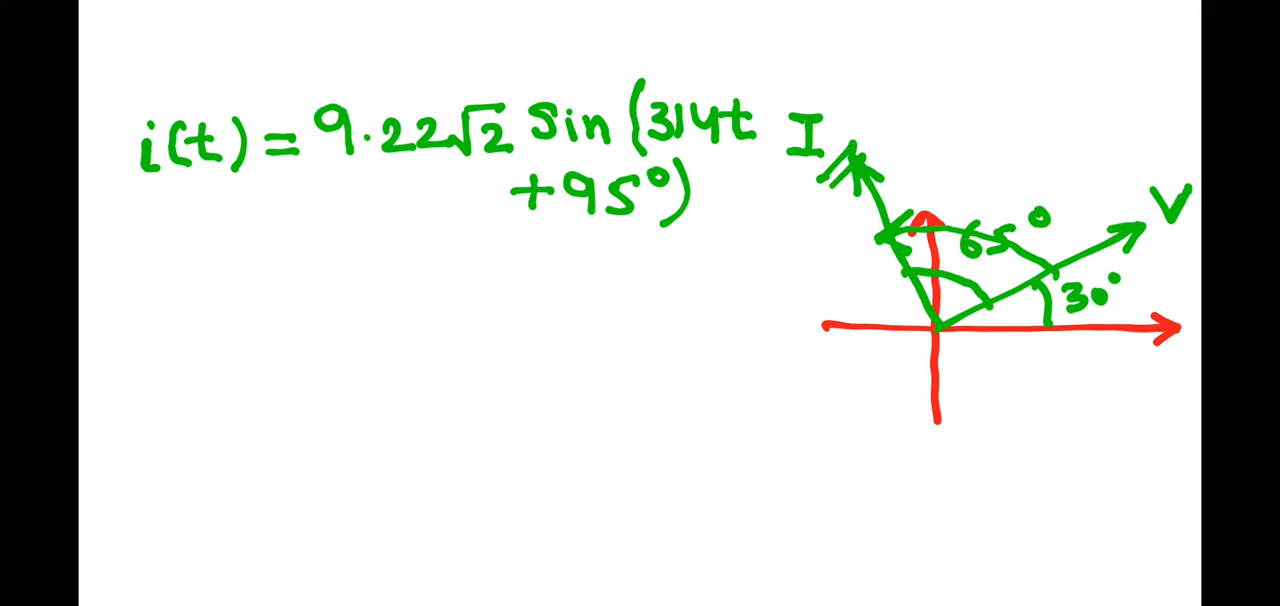 i(t) = 9.22√2 sin (314t
+95°)
I
V
65°
30°